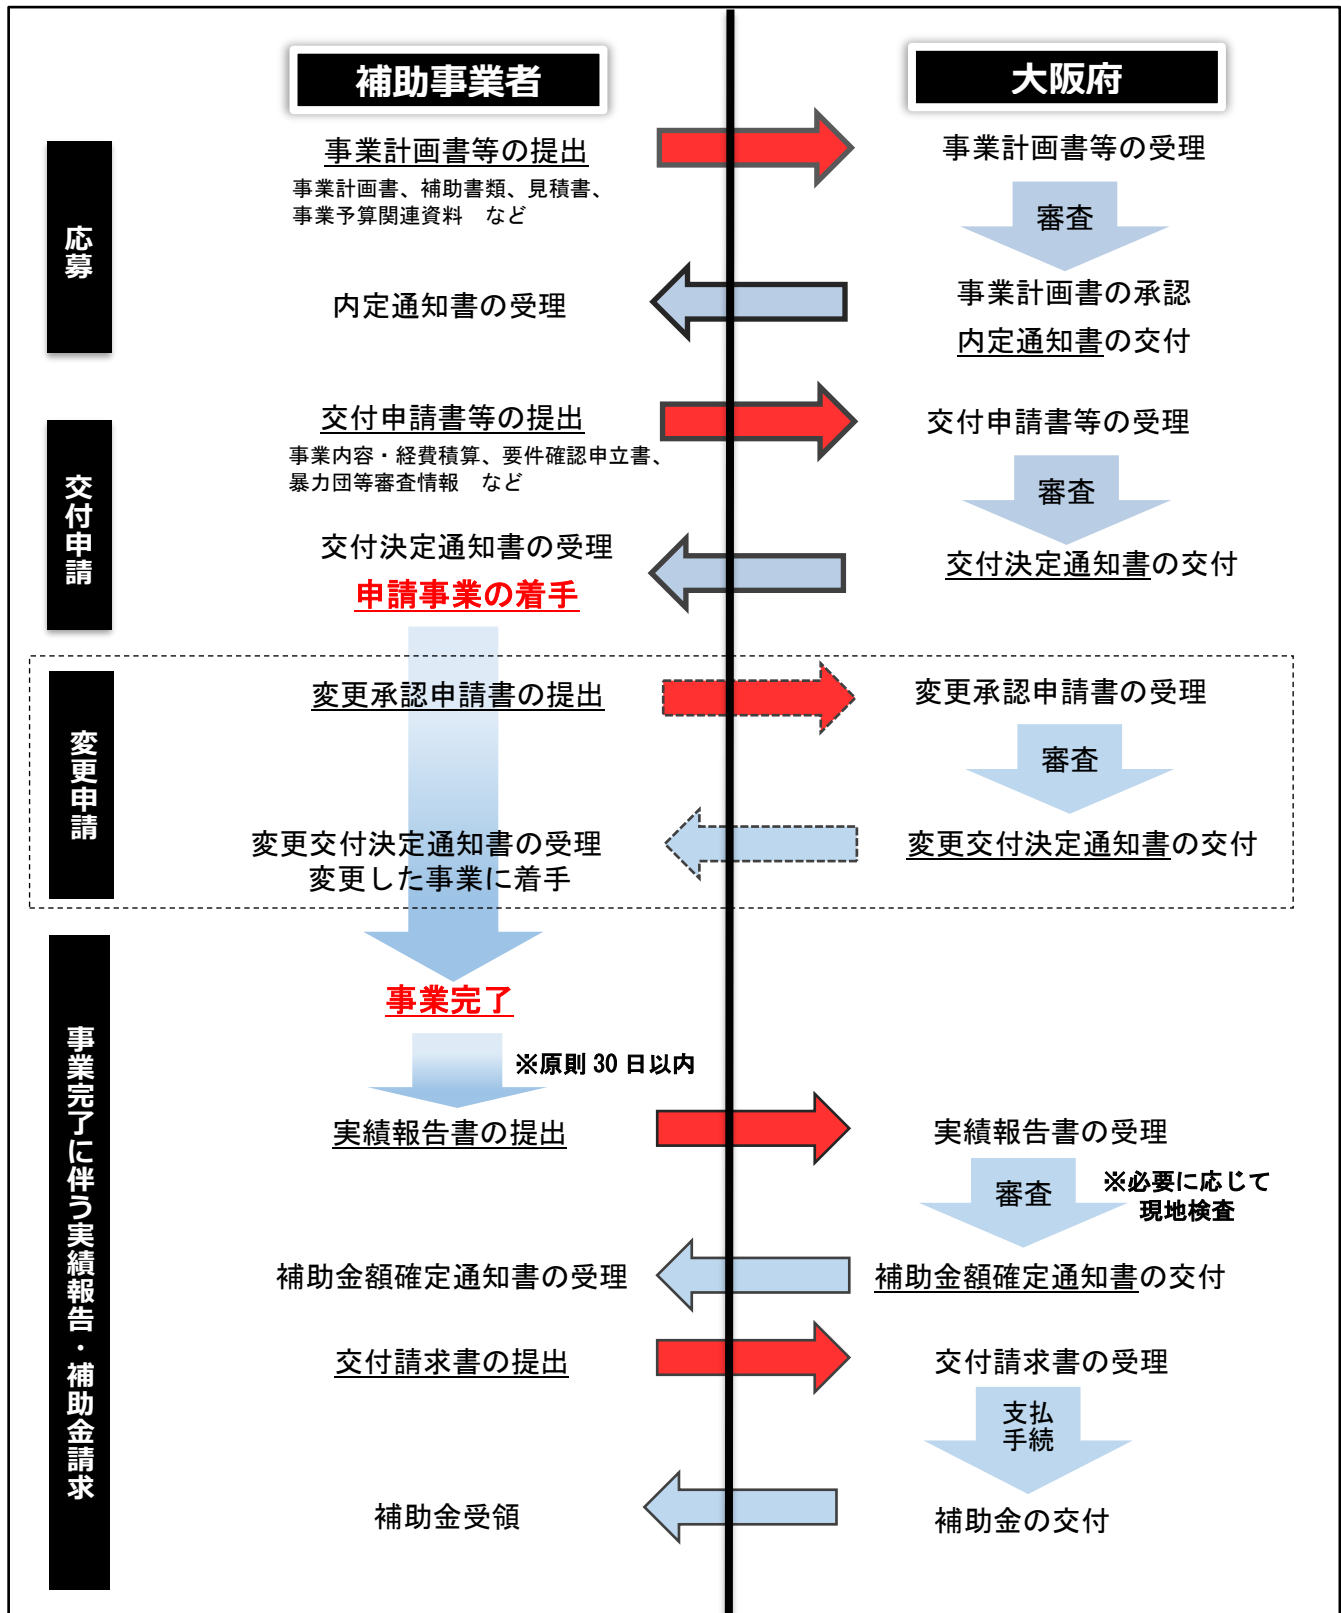 補助事業者
大阪府
応募
事業計画書等の提出
事業計画書、補助書類、見積書、
事業予算関連資料　など
事業計画書等の受理
審査
事業計画書の承認
内定通知書の交付
内定通知書の受理
交付申請
交付申請書等の提出
事業内容・経費積算、要件確認申立書、
暴力団等審査情報　など
交付申請書等の受理
審査
交付決定通知書の交付
交付決定通知書の受理
申請事業の着手
変更申請
変更承認申請書の提出
変更承認申請書の受理
審査
変更交付決定通知書の交付
変更交付決定通知書の受理
変更した事業に着手
事業完了に伴う実績報告・補助金請求
事業完了
※原則 30 日以内
実績報告書の提出
実績報告書の受理
審査
※必要に応じて
現地検査
補助金額確定通知書の交付
補助金額確定通知書の受理
交付請求書の提出
交付請求書の受理
支払
手続
補助金の交付
補助金受領